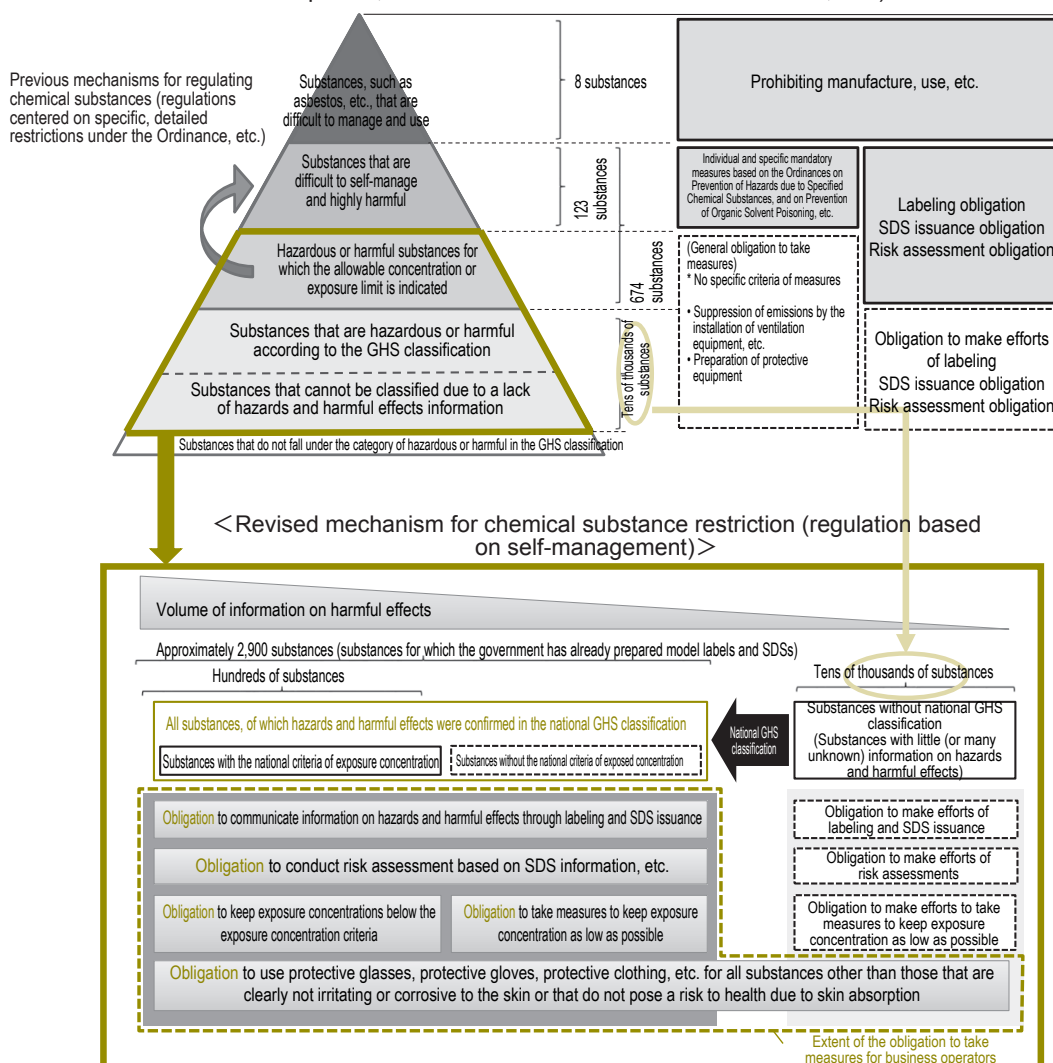 Previous mechanisms for regulating
chemical substances (regulations
centered on specific, detailed
restrictions under the Ordinance, etc.)
Substances, such as
asbestos, etc., that are
difficult to manage and use
8 substances
Prohibiting manufacture, use, etc.
Substances that are
difficult to self-manage
and highly harmful
123
substances
Individual and specific mandatory
measures based on the Ordinances on
Prevention of Hazards due to Specified
Chemical Substances, and on Prevention
of Organic Solvent Poisoning, etc.
Labeling obligation
SDS issuance obligation
Risk assessment obligation
Hazardous or harmful substances for
which the allowable concentration or
exposure limit is indicated
674
substances
(General obligation to take
measures)
* No specific criteria of measures
• Suppression of emissions by the
installation of ventilation
equipment, etc.
• Preparation of protective
equipment
Substances that are hazardous or harmful
according to the GHS classification
Substances that cannot be classified due to a lack
of hazards and harmful effects information
Tens of thousands of
substances
Obligation to make efforts
of labeling
SDS issuance obligation
Risk assessment obligation
Substances that do not fall under the category of hazardous or harmful in the GHS classification
＜Revised mechanism for chemical substance restriction (regulation based
on self-management)＞
Volume of information on harmful effects
Approximately 2,900 substances (substances for which the government has already prepared model labels and SDSs)
Hundreds of substances
Tens of thousands of substances
All substances, of which hazards and harmful effects were confirmed in the national GHS classification
Substances with the national criteria of exposure concentration
Substances without the national criteria of exposed concentration
National GHS
classification
Substances without national GHS
classification
(Substances with little (or many
unknown) information on hazards
and harmful effects)
Obligation to communicate information on hazards and harmful effects through labeling and SDS issuance
Obligation to make efforts of
labeling and SDS issuance
Obligation to conduct risk assessment based on SDS information, etc.
Obligation to make efforts of
risk assessments
Obligation to keep exposure concentrations below the
exposure concentration criteria
Obligation to take measures to keep exposure
concentration as low as possible
Obligation to make efforts to take
measures to keep exposure
concentration as low as possible
Obligation to use protective glasses, protective gloves, protective clothing, etc. for all substances other than those that are
clearly not irritating or corrosive to the skin or that do not pose a risk to health due to skin absorption
Extent of the obligation to take
measures for business operators